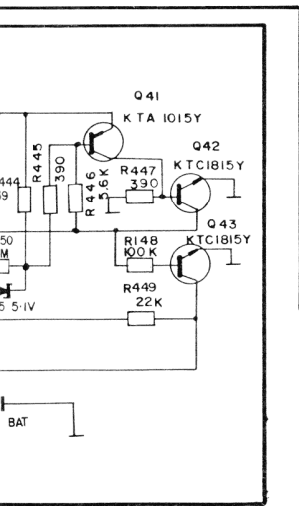 Q41
KTA 1015Y
Q42
KTC1815Y
R445
390
R446
5.6K
R447
390
444
Q43
KTC1815Y
50
M
R148
100K
R449
22K
5 5·1V
BAT